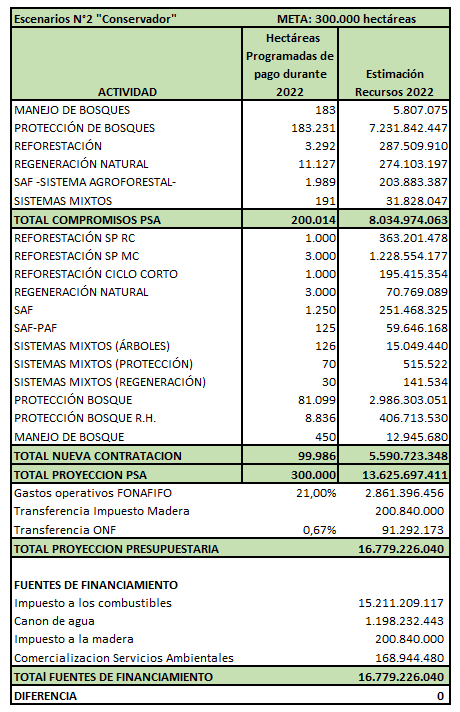 Escenarios N°2 "Conservador" META: 300.000 hectáreas
ACTIVIDAD
Hectáreas
Programadas de
pago durante
2022
Estimación
Recursos 2022
MANEJO DE BOSQUES 183 5.807.075
PROTECCIÓN DE BOSQUES 183.231 7.231.842.447
REFORESTACIÓN 3.292 287.509.910
REGENERACIÓN NATURAL 11.127 274.103.197
SAF -SISTEMA AGROFORESTAL- 1.989 203.883.387
SISTEMAS MIXTOS 191 31.828.047
TOTAL COMPROMISOS PSA 200.014 8.034.974.063
REFORESTACIÓN SP RC 1.000 363.201.478
REFORESTACIÓN SP MC 3.000 1.228.554.177
REFORESTACIÓN CICLO CORTO 1.000 195.415.354
REGENERACIÓN NATURAL 3.000 70.769.089
SAF 1.250 251.468.325
SAF-PAF 125 59.646.168
SISTEMAS MIXTOS (ÁRBOLES) 126 15.049.440
SISTEMAS MIXTOS (PROTECCIÓN) 70 515.522
SISTEMAS MIXTOS (REGENERACIÓN) 30 141.534
PROTECCIÓN BOSQUE 81.099 2.986.303.051
PROTECCIÓN BOSQUE R.H. 8.836 406.713.530
MANEJO DE BOSQUE 450 12.945.680
TOTAL NUEVA CONTRATACION 99.986 5.590.723.348
TOTAL PROYECCION PSA 300.000 13.625.697.411
Gastos operativos FONAFIFO 21,00% 2.861.396.456
Transferencia Impuesto Madera 200.840.000
Transferencia ONF 0,67% 91.292.173
TOTAL PROYECCION PRESUPUESTARIA 16.779.226.040
FUENTES DE FINANCIAMIENTO
Impuesto a los combustibles 15.211.209.117
Canon de agua 1.198.232.443
Impuesto a la madera 200.840.000
Comercializacion Servicios Ambientales 168.944.480
TOTAl FUENTES DE FINANCIAMIENTO 16.779.226.040
DIFERENCIA 0